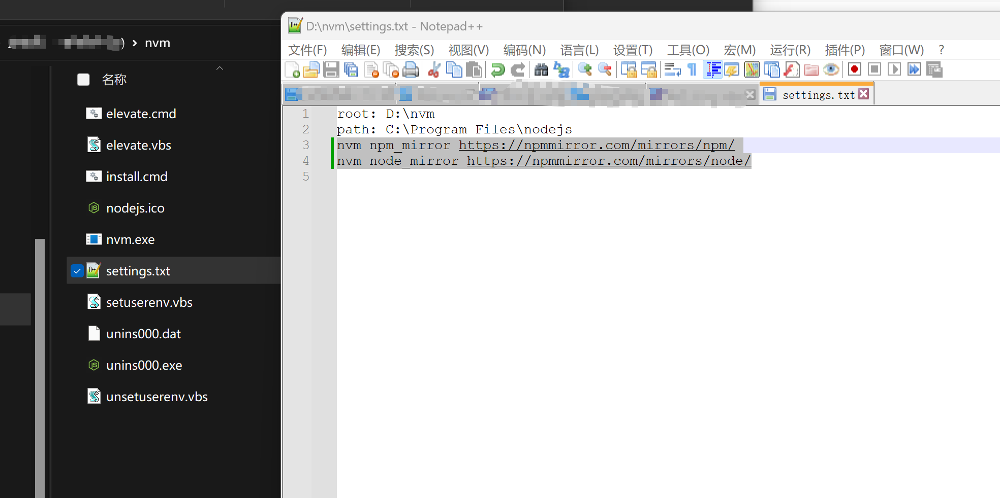 nvm
名称
elevate.cmd
elevate.vbs
install.cmd
nodejs.ico
nvm.exe
settings.txt
setuserenv.vbs
unins000.dat
unins000.exe
unsetuserenv.vbs
D:\nvm\settings.txt - Notepad++
文件(F) 编辑(E) 搜索(S) 视图(V) 编码(N) 语言(L) 设置(T) 工具(O) 宏(M) 运行(R) 插件(P) 窗口(W) ?
settings.txt
1 root: D:\nvm
2 path: C:\Program Files\nodejs
3 nvm npm_mirror https://npmmirror.com/mirrors/npm/
4 nvm node_mirror https://npmmirror.com/mirrors/node/
5